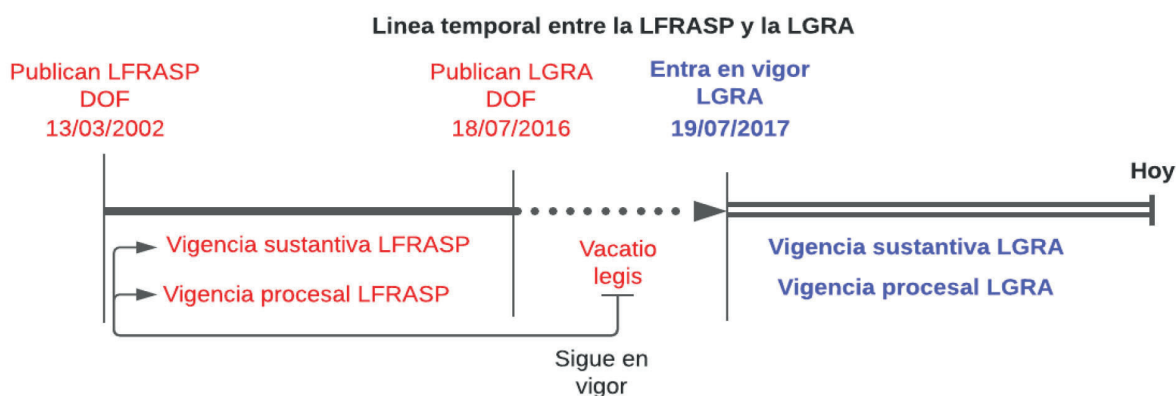 Linea temporal entre la LFRASP y la LGRA
Publican LFRASP
DOF
13/03/2002
Publican LGRA
DOF
18/07/2016
Entra en vigor
LGRA
19/07/2017
Hoy
Vigencia sustantiva LFRASP
Vigencia procesal LFRASP
Vacatio
legis
Vigencia sustantiva LGRA
Vigencia procesal LGRA
Sigue en
vigor